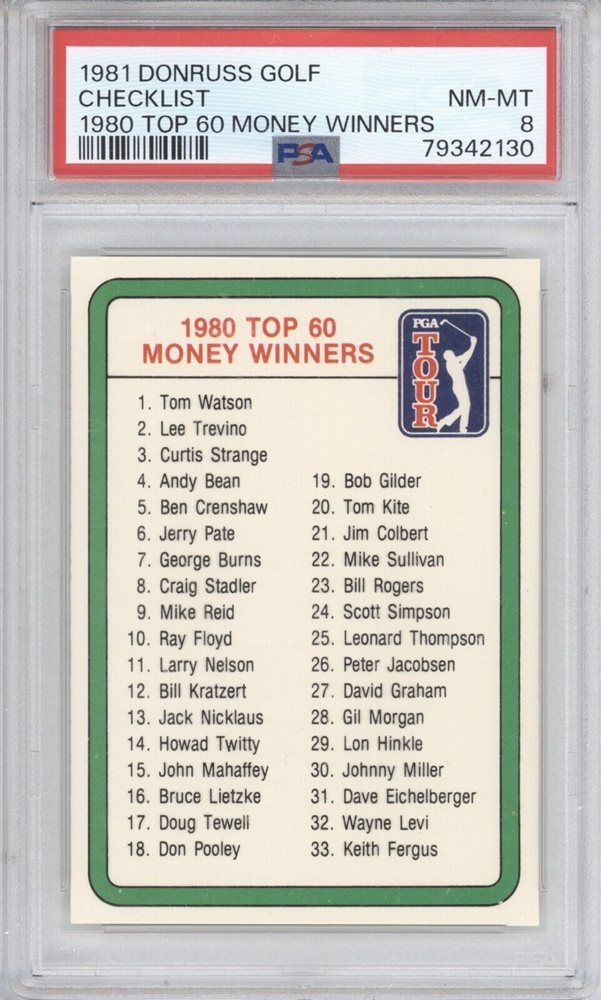 1981 DONRUSS GOLF
CHECKLIST NM-MT
1980 TOP 60 MONEY WINNERS 8
PSA 79342130
1980 TOP 60
MONEY WINNERS
PGA
TOUR
1. Tom Watson
2. Lee Trevino
3. Curtis Strange
4. Andy Bean
5. Ben Crenshaw
6. Jerry Pate
7. George Burns
8. Craig Stadler
9. Mike Reid
10. Ray Floyd
11. Larry Nelson
12. Bill Kratzert
13. Jack Nicklaus
14. Howad Twitty
15. John Mahaffey
16. Bruce Lietzke
17. Doug Tewell
18. Don Pooley
19. Bob Gilder
20. Tom Kite
21. Jim Colbert
22. Mike Sullivan
23. Bill Rogers
24. Scott Simpson
25. Leonard Thompson
26. Peter Jacobsen
27. David Graham
28. Gil Morgan
29. Lon Hinkle
30. Johnny Miller
31. Dave Eichelberger
32. Wayne Levi
33. Keith Fergus